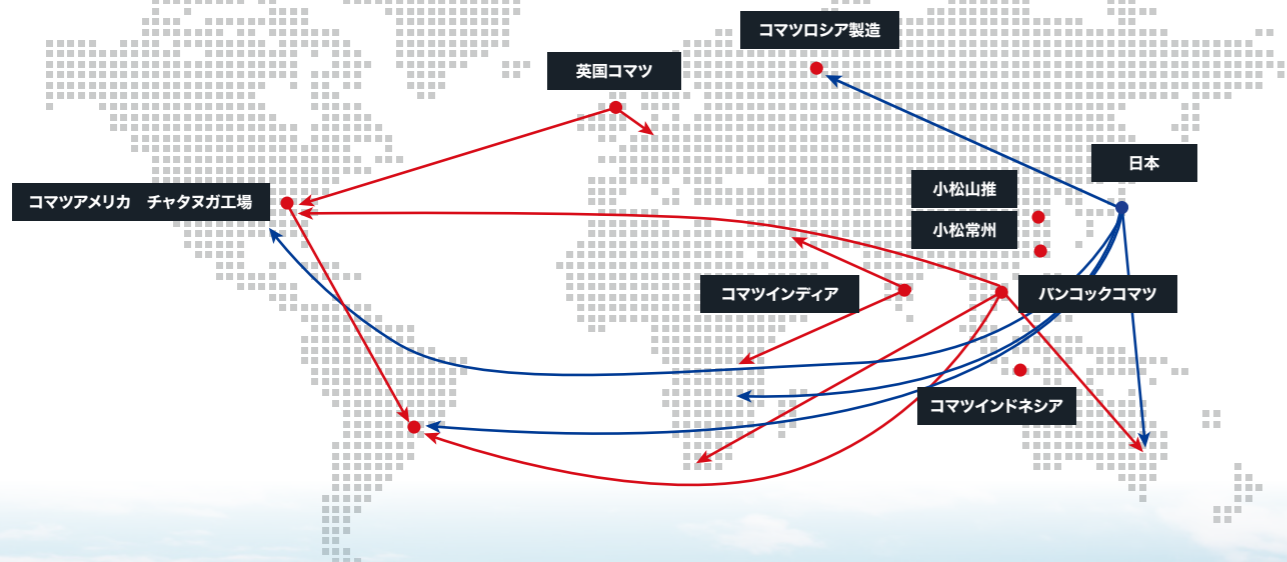 コマツロシア製造
英国コマツ
日本
コマツアメリカ　チャタヌガ工場
小松山推
小松常州
コマツインディア
バンコックコマツ
コマツインドネシア